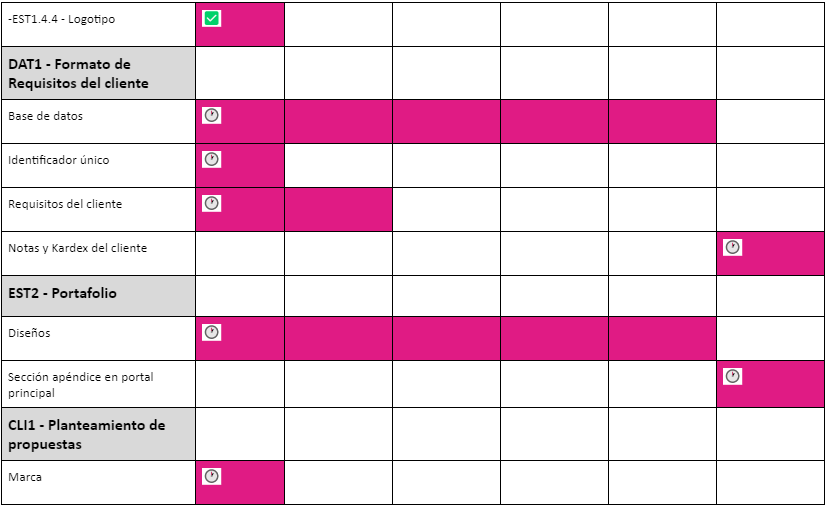 -EST1.4.4 - Logotipo
DAT1 - Formato de
Requisitos del cliente
Base de datos
Identificador único
Requisitos del cliente
Notas y Kardex del cliente
EST2 - Portafolio
Diseños
Sección apéndice en portal
principal
CLI1 - Planteamiento de
propuestas
Marca